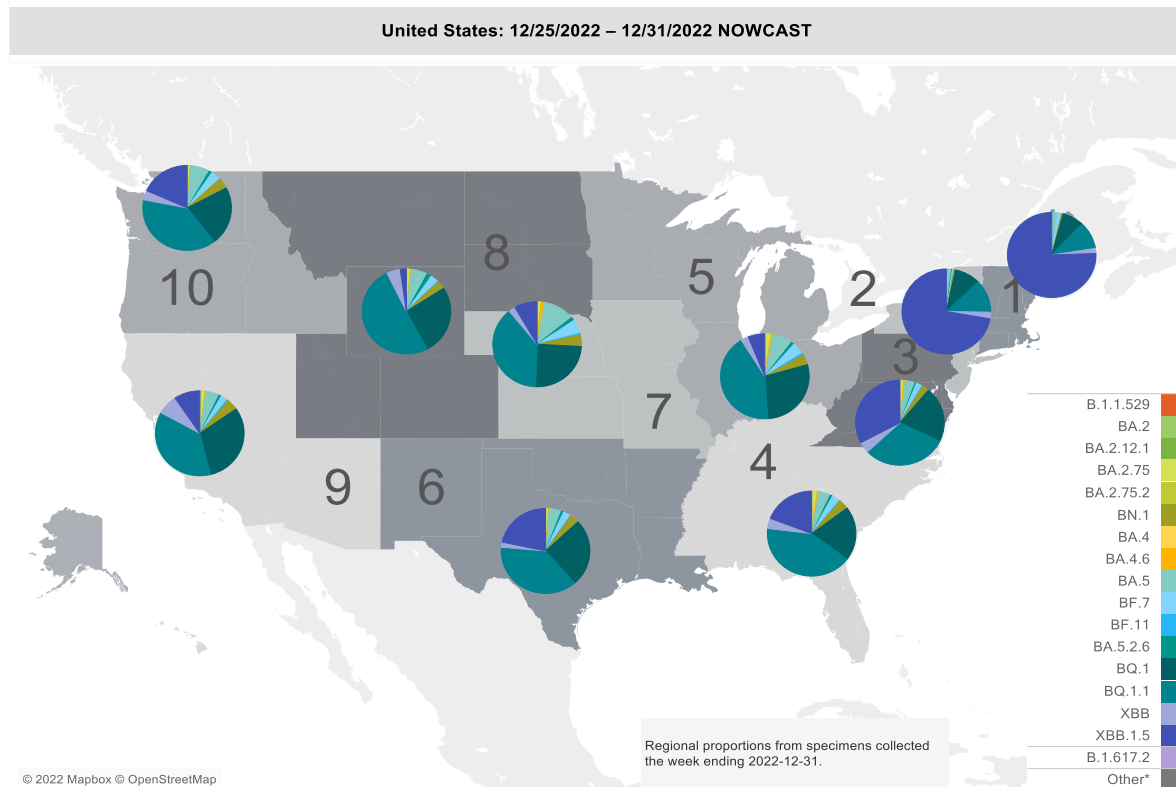 United States: 12/25/2022 – 12/31/2022 NOWCAST
10
8
5
2
1
3
7
4
9
6
B.1.1.529
BA.2
BA.2.12.1
BA.2.75
BA.2.75.2
BN.1
BA.4
BA.4.6
BA.5
BF.7
BF.11
BA.5.2.6
BQ.1
BQ.1.1
XBB
XBB.1.5
B.1.617.2
Other*
Regional proportions from specimens collected
the week ending 2022-12-31.
© 2022 Mapbox © OpenStreetMap